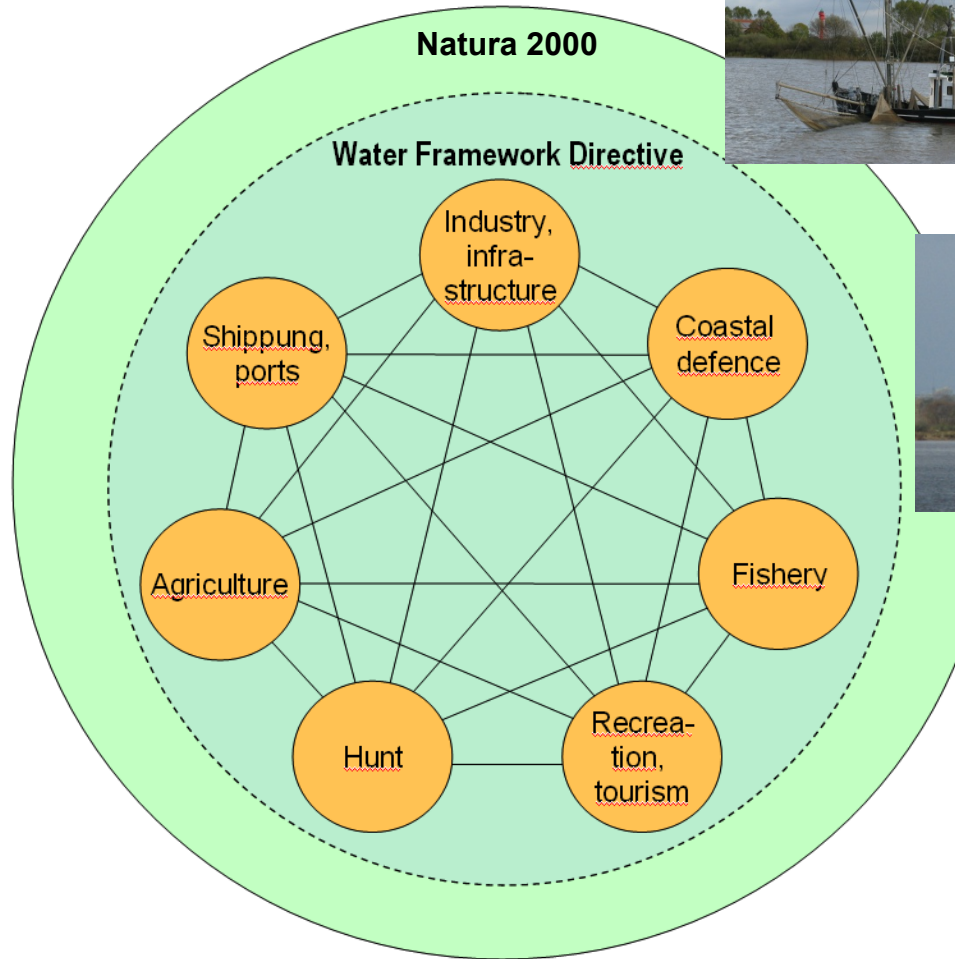 Natura 2000
Water Framework Directive
Industry,
infra-
structure
Shippung,
ports
Coastal
defence
Agriculture
Fishery
Hunt
Recrea-
tion,
tourism